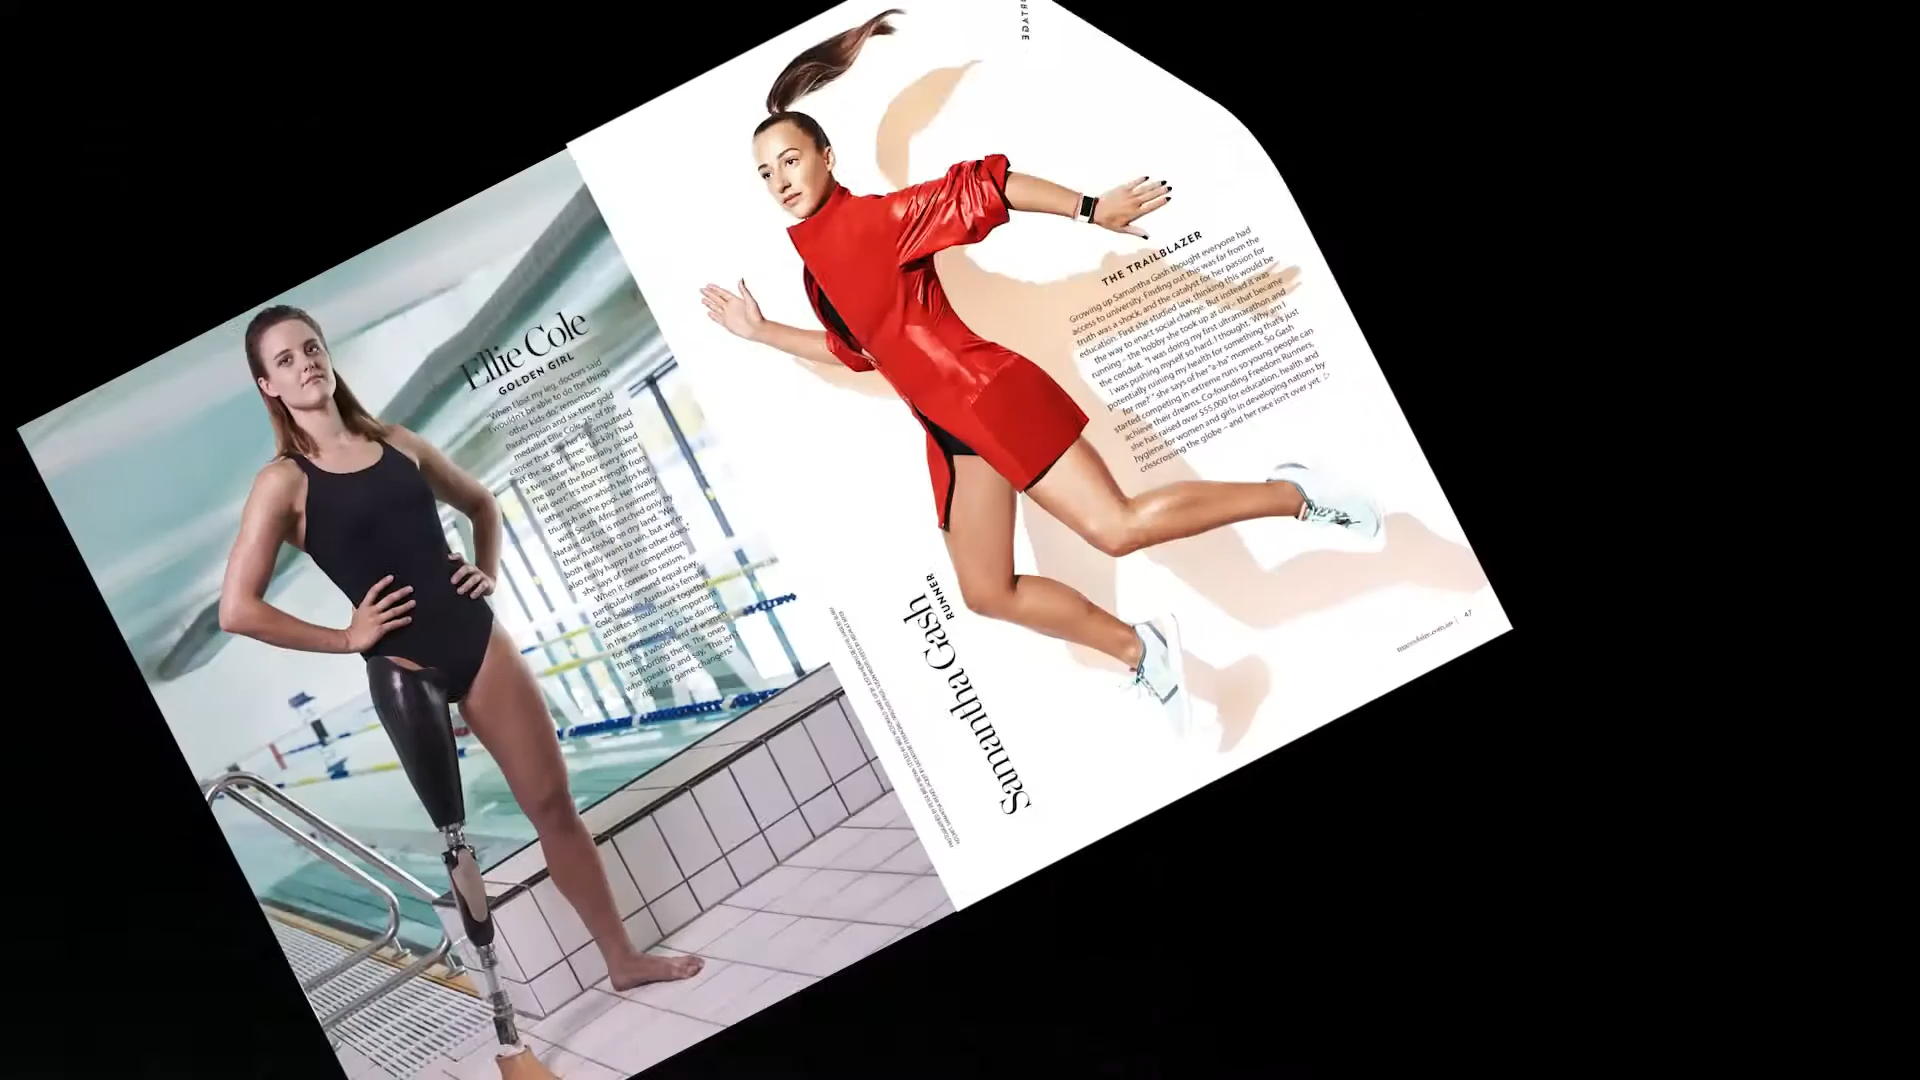 Ellie Cole
GOLDEN GIRL
"When I lost my leg, doctors said
I wouldn't be able to do the things
other kids do," remembers
Paralympian and six-time gold
medallist Ellie Cole, 25, of the
cancer that saw her leg amputated
at the age of three. "Luckily I had
a twin sister who literally picked
me up off the floor every time I
fell over." It's that strength from
other women which helps her
triumph in the pool. Her rivalry
with South African swimmer
Natalie du Toit is matched only by
their mateship on dry land. "We
both really want to win, but we're
also really happy if the other does,"
she says of their competition.
When it comes to sexism,
particularly around equal pay,
Cole believes Australia's female
athletes should work together
in the same way. "It's important
for sportswomen to be daring
There's a whole herd of women
supporting them. The ones
who speak up and say, 'This isn't
right,' are game-changers."
Samantha Gash
RUNNER
THE TRAILBLAZER
Growing up Samantha Gash thought everyone had
access to university. Finding out this was far from the
truth was a shock, and the catalyst for her passion for
education. First she studied law, thinking this would be
the way to enact social change. But instead it was
running – the hobby she took up at uni – that became
the conduit. "I was doing my first ultramarathon and
I was pushing myself so hard. I thought, 'Why am I
potentially ruining my health for something that's just
for me?'" she says of her "a-ha" moment. So Gash
started competing in extreme runs so young people can
achieve their dreams. Co-founding Freedom Runners,
she has raised over $55,000 for education, health and
hygiene for women and girls in developing nations by
crisscrossing the globe – and her race isn't over yet.
47